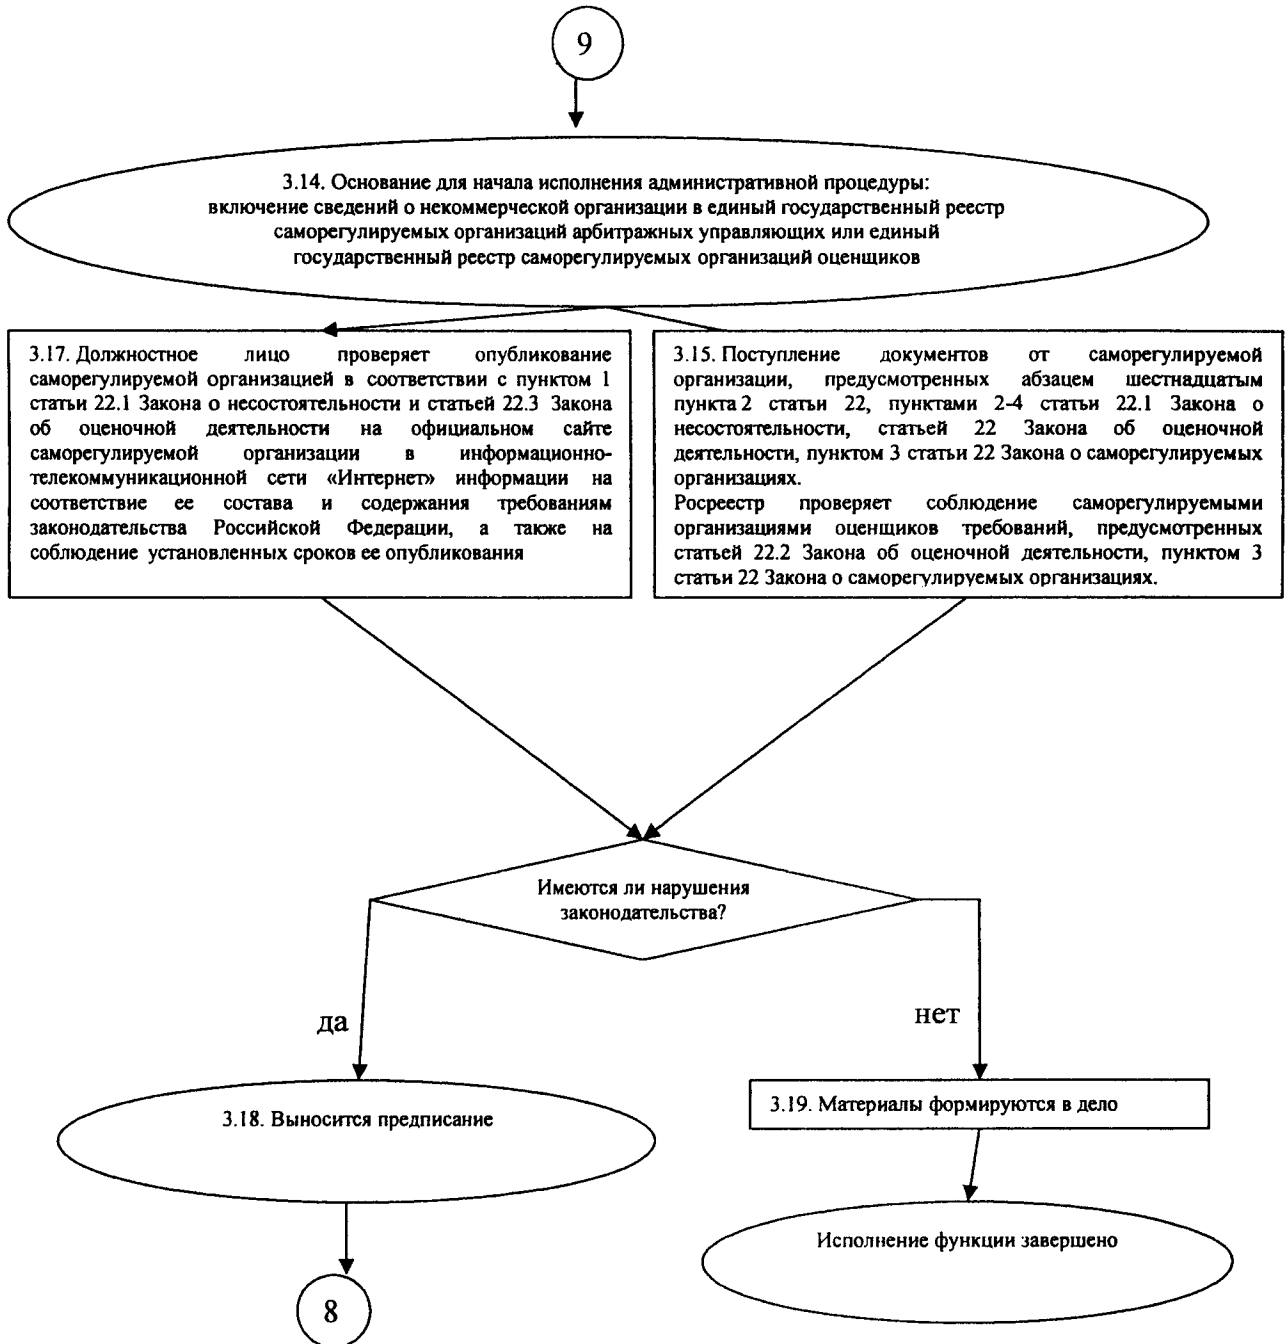 9
3.14. Основание для начала исполнения административной процедуры:
включение сведений о некоммерческой организации в единый государственный реестр
саморегулируемых организаций арбитражных управляющих или единый
государственный реестр саморегулируемых организаций оценщиков
3.17. Должностное лицо проверяет опубликование
саморегулируемой организацией в соответствии с пунктом 1
статьи 22.1 Закона о несостоятельности и статьей 22.3 Закона
об оценочной деятельности на официальном сайте
саморегулируемой организации в информационно-
телекоммуникационной сети «Интернет» информации на
соответствие ее состава и содержания требованиям
законодательства Российской Федерации, а также на
соблюдение установленных сроков ее опубликования
3.15. Поступление документов от саморегулируемой
организации, предусмотренных абзацем шестнадцатым
пункта 2 статьи 22, пунктами 2-4 статьи 22.1 Закона о
несостоятельности, статьей 22 Закона об оценочной
деятельности, пунктом 3 статьи 22 Закона о саморегулируемых
организациях.
Росреестр проверяет соблюдение саморегулируемыми
организациями оценщиков требований, предусмотренных
статьей 22.2 Закона об оценочной деятельности, пунктом 3
статьи 22 Закона о саморегулируемых организациях.
Имеются ли нарушения
законодательства?
да
нет
3.18. Выносится предписание
3.19. Материалы формируются в дело
Исполнение функции завершено
8